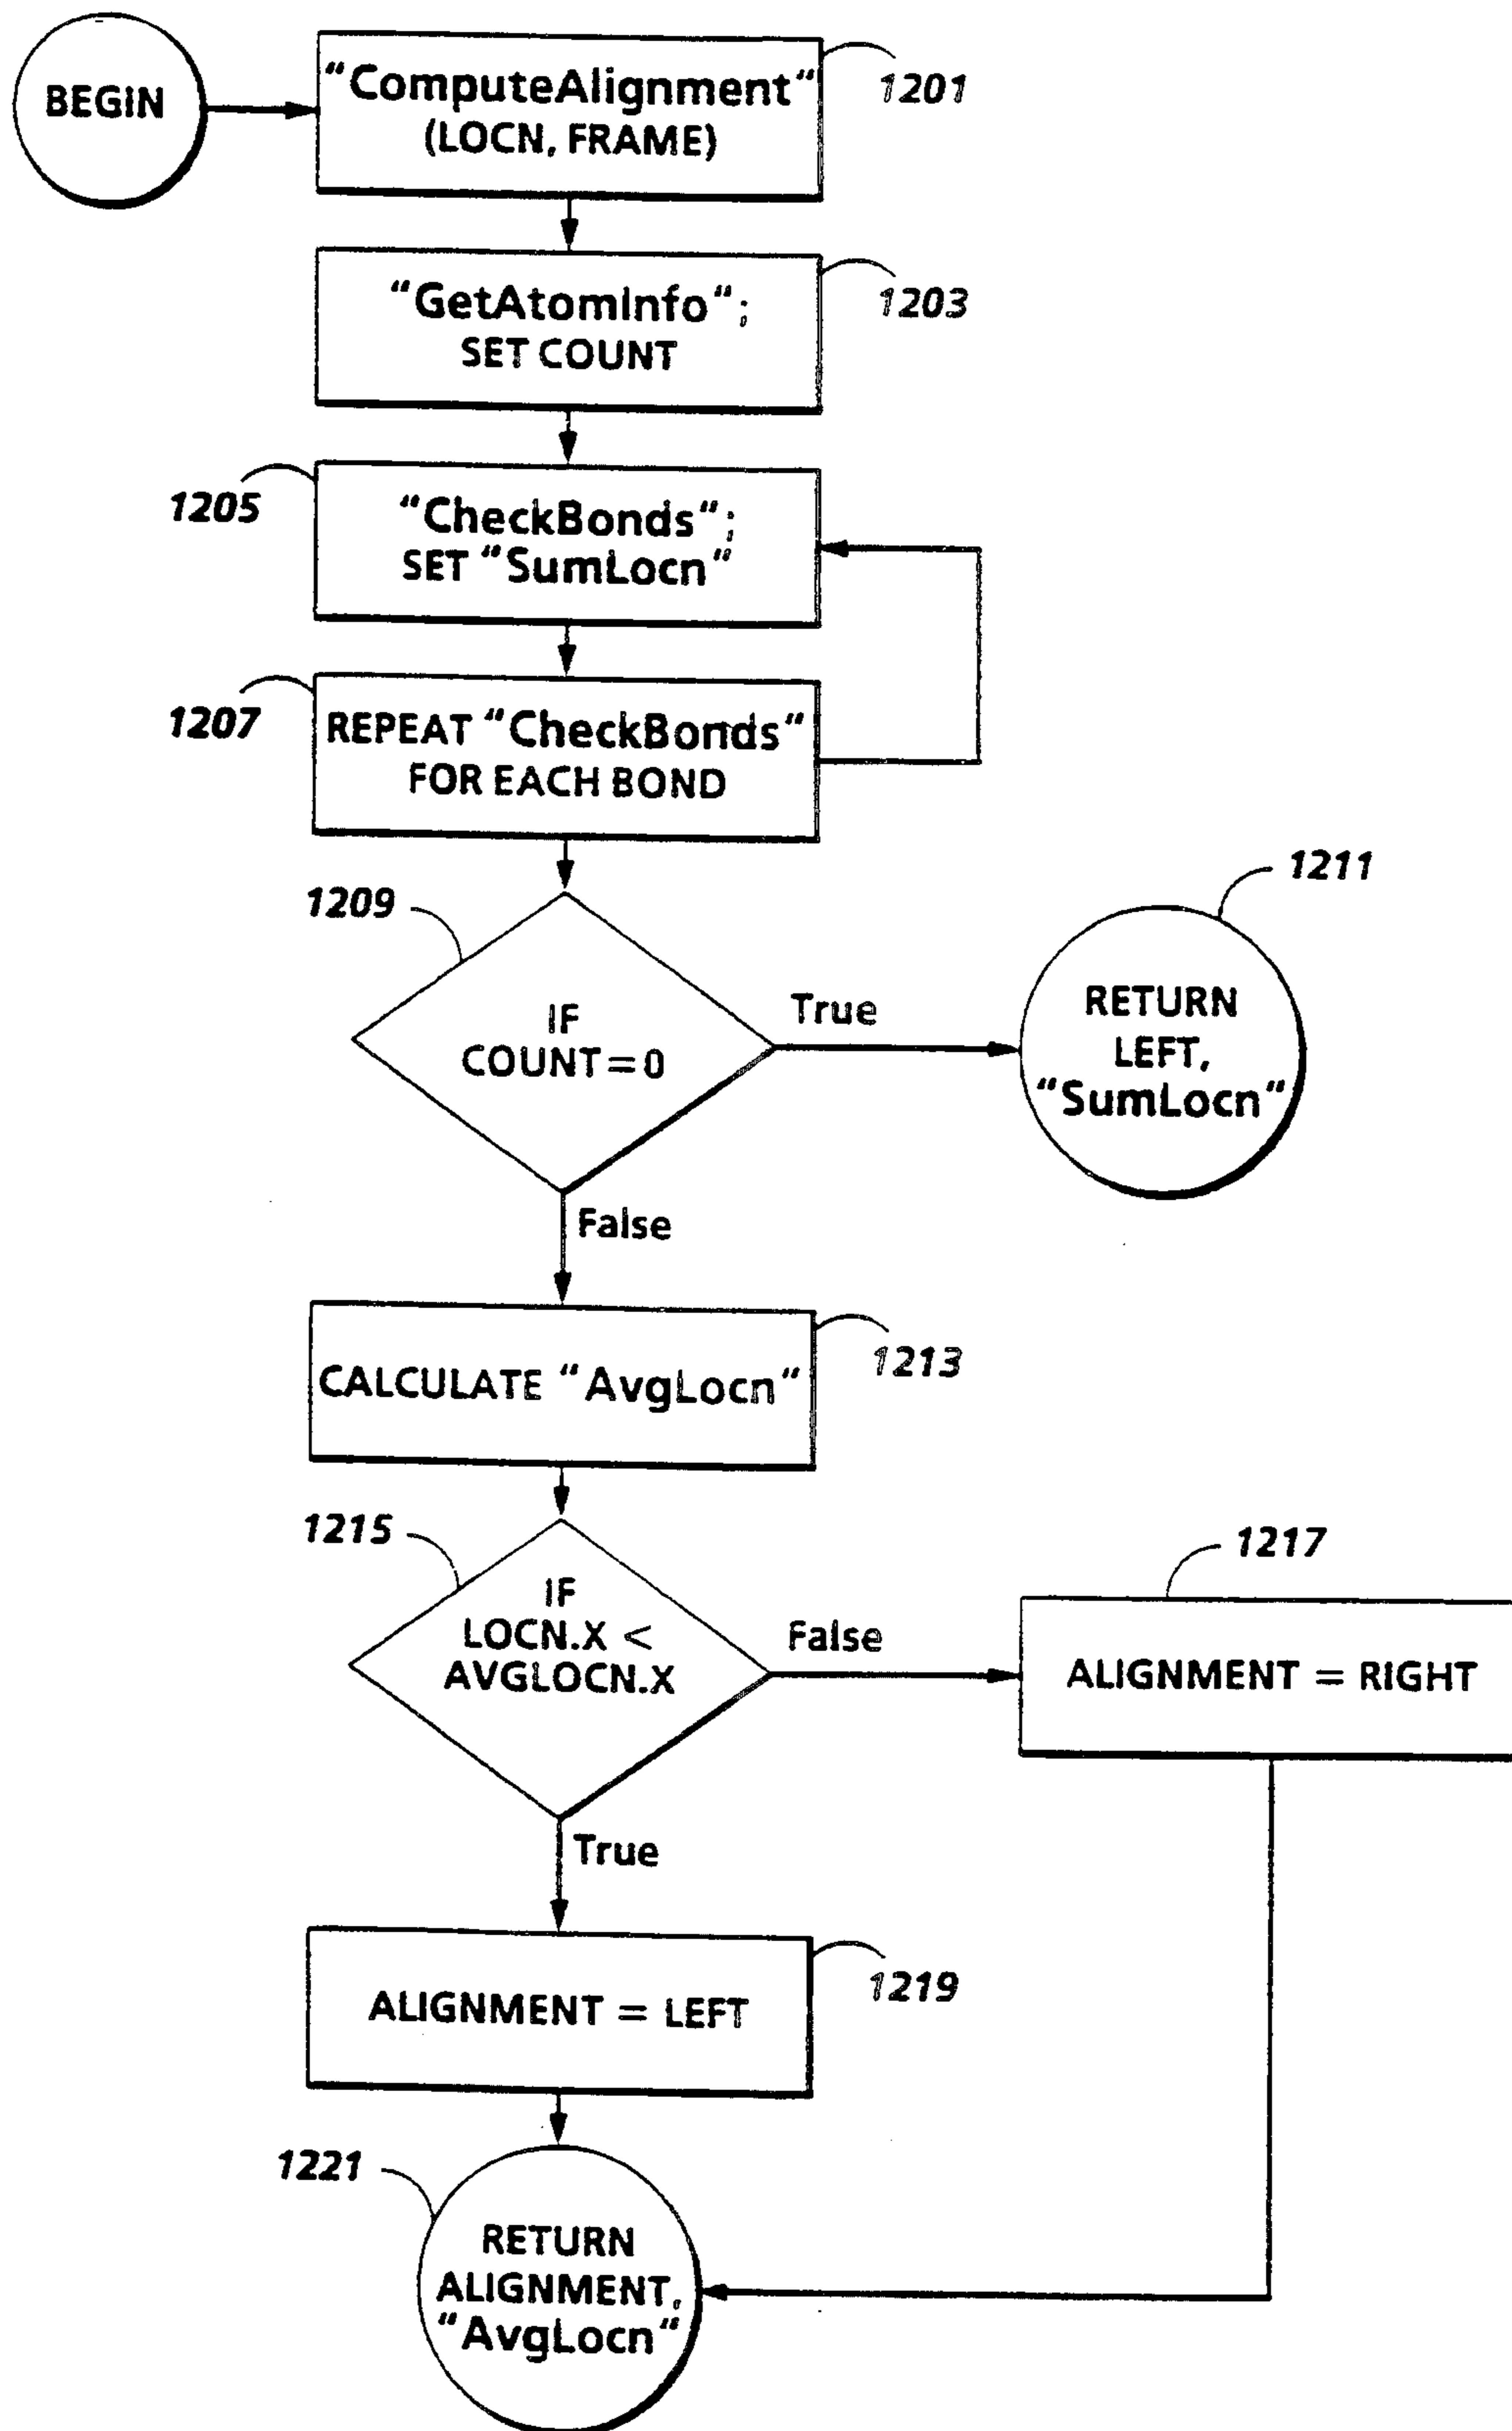 BEGIN
“ComputeAlignment“
(LOCN, FRAME)
1201
“GetAtomInfo“;
SET COUNT
1203
1205
“CheckBonds“;
SET “SumLocn“
1207
REPEAT “CheckBonds“
FOR EACH BOND
1209
IF
COUNT=0
True
1211
RETURN
LEFT,
“SumLocn“
False
CALCULATE “AvgLocn“
1213
1215
IF
LOCN.X <
AVGLOCN.X
False
1217
ALIGNMENT = RIGHT
True
ALIGNMENT = LEFT
1219
1221
RETURN
ALIGNMENT,
“AvgLocn“